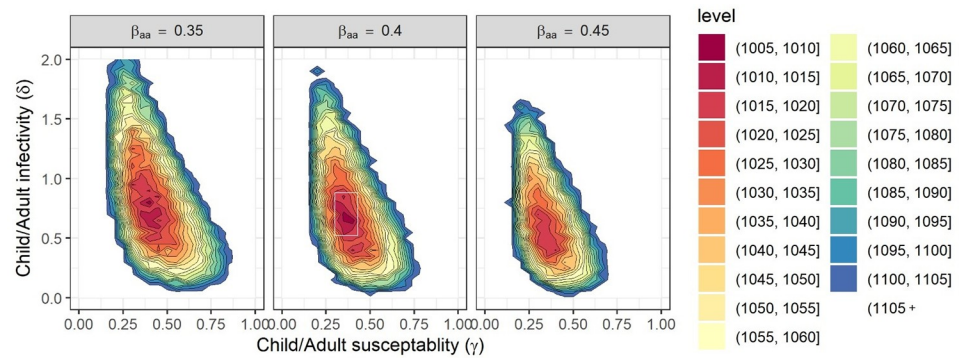 βaa = 0.35
βaa = 0.4
βaa = 0.45
Child/Adult infectivity (δ)
2.0
1.5
1.0
0.5
0.0
0.00 0.25 0.50 0.75 1.00
0.00 0.25 0.50 0.75 1.00
0.00 0.25 0.50 0.75 1.00
Child/Adult susceptablity (γ)
level
(1005, 1010]
(1010, 1015]
(1015, 1020]
(1020, 1025]
(1025, 1030]
(1030, 1035]
(1035, 1040]
(1040, 1045]
(1045, 1050]
(1050, 1055]
(1055, 1060]
(1060, 1065]
(1065, 1070]
(1070, 1075]
(1075, 1080]
(1080, 1085]
(1085, 1090]
(1090, 1095]
(1095, 1100]
(1100, 1105]
(1105 +